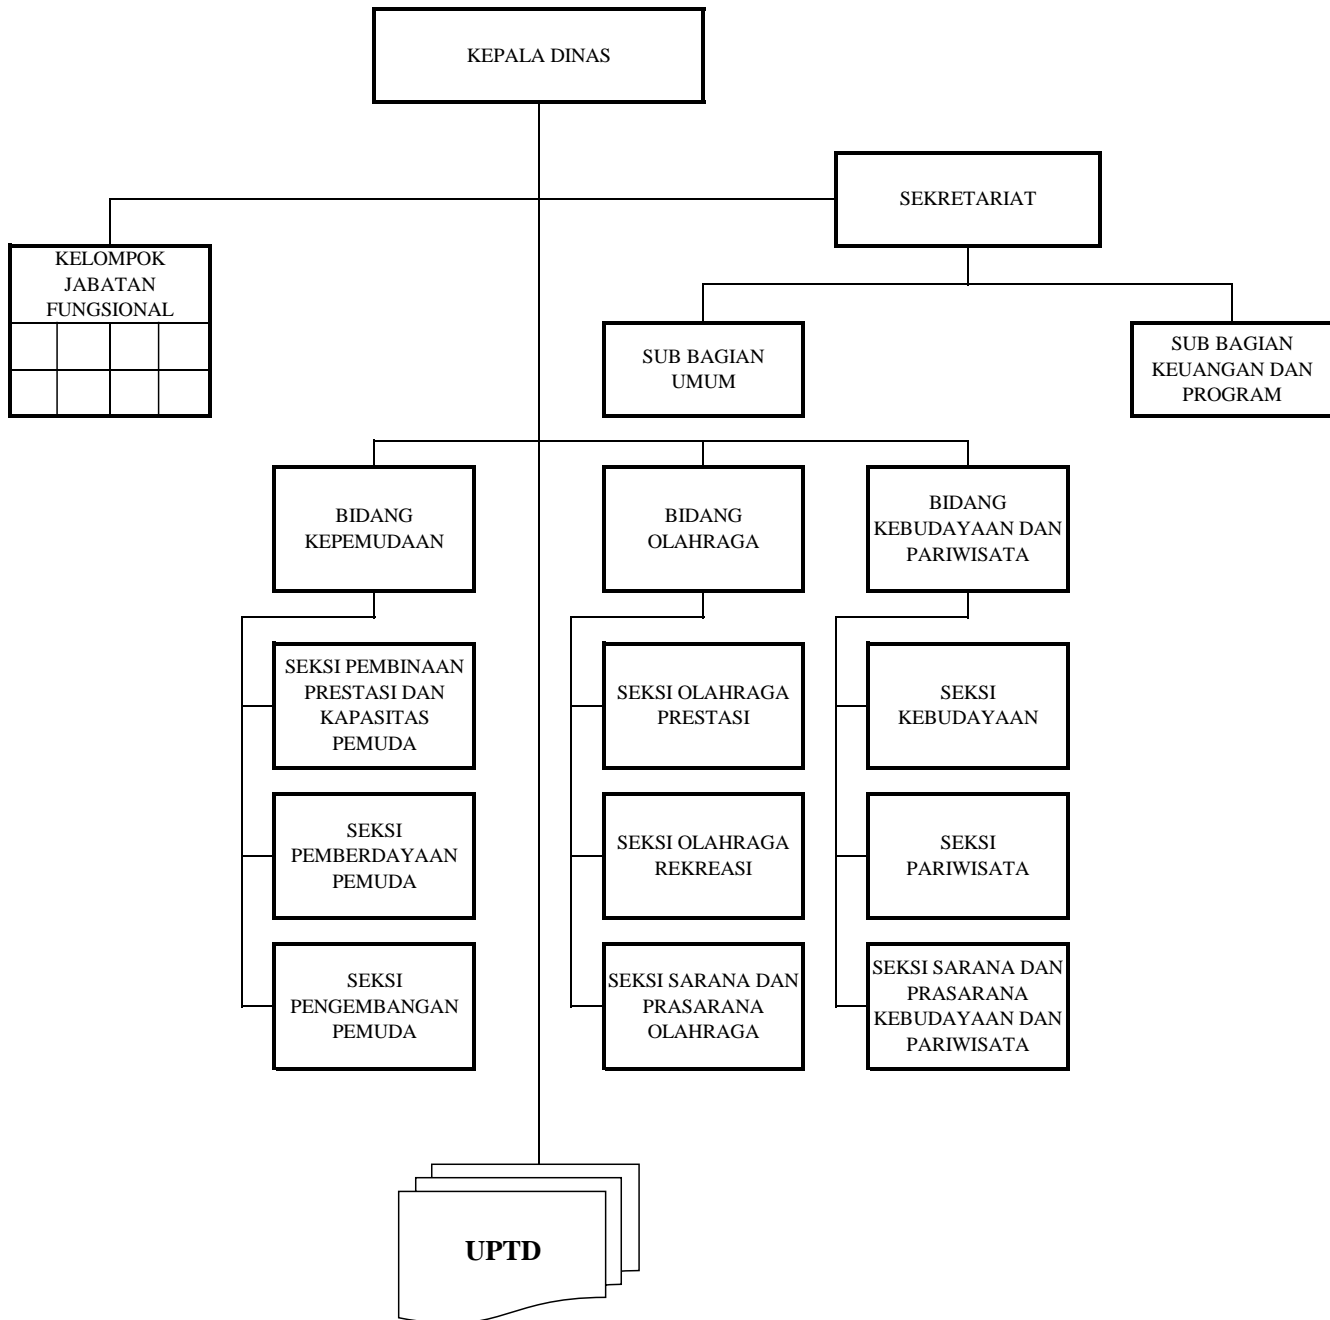 KEPALA DINAS
SEKRETARIAT
KELOMPOK
JABATAN
FUNGSIONAL
SUB BAGIAN
UMUM
SUB BAGIAN
KEUANGAN DAN
PROGRAM
BIDANG
KEPEMUDAAN
BIDANG
OLAHRAGA
BIDANG
KEBUDAYAAN DAN
PARIWISATA
SEKSI PEMBINAAN
PRESTASI DAN
KAPASITAS
PEMUDA
SEKSI OLAHRAGA
PRESTASI
SEKSI
KEBUDAYAAN
SEKSI
PEMBERDAYAAN
PEMUDA
SEKSI OLAHRAGA
REKREASI
SEKSI
PARIWISATA
SEKSI
PENGEMBANGAN
PEMUDA
SEKSI SARANA DAN
PRASARANA
OLAHRAGA
SEKSI SARANA DAN
PRASARANA
KEBUDAYAAN DAN
PARIWISATA
UPTD